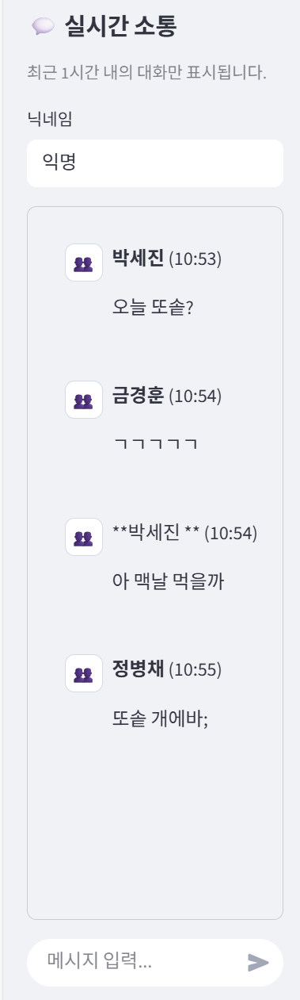 실시간 소통
최근 1시간 내의 대화만 표시됩니다.
닉네임
익명
박세진 (10:53)
오늘 또솥?
금경훈 (10:54)
ㄱㄱㄱㄱㄱ
**박세진 ** (10:54)
아 맥날 먹을까
정병채 (10:55)
또솥 개에바;
메시지 입력...